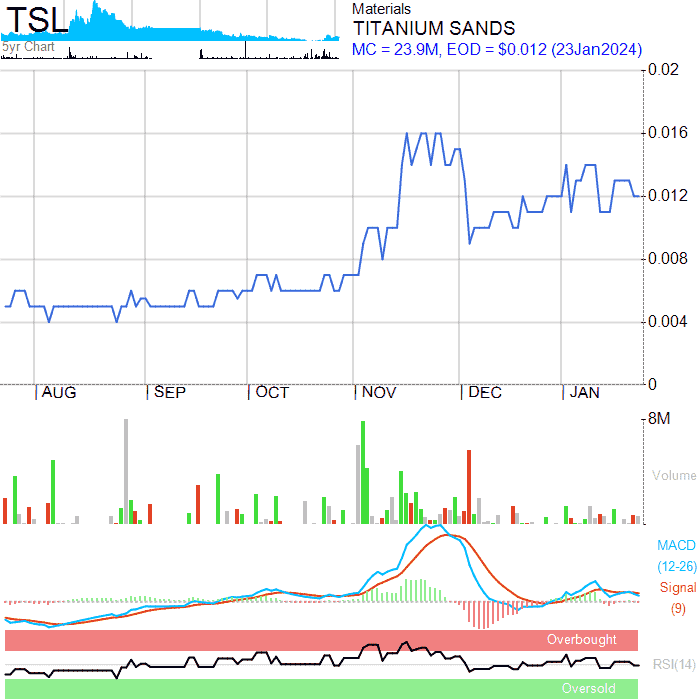 TSL
5yr Chart
Materials
TITANIUM SANDS
MC = 23.9M, EOD = $0.012 (23Jan2024)
0.02
0.016
0.012
0.008
0.004
0
AUG SEP OCT NOV DEC JAN
8M
Volume
MACD
(12-26)
Signal
(9)
Overbought
RSI(14)
Oversold